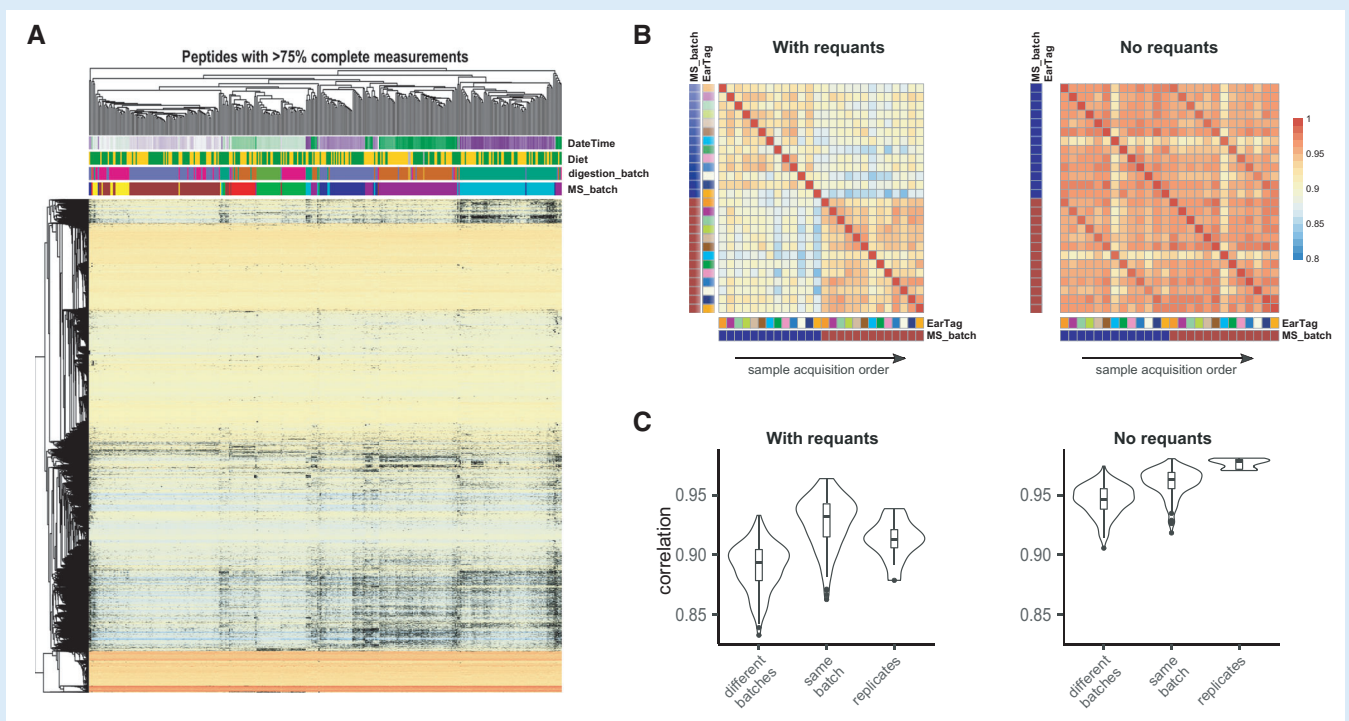 A
Peptides with >75% complete measurements
DateTime
Diet
digestion_batch
MS_batch
B
With requants
No requants
MS_batch
EarTag
MS_batch
EarTag
1
0.95
0.9
0.85
0.8
EarTag
MS_batch
EarTag
MS_batch
sample acquisition order
sample acquisition order
C
With requants
No requants
correlation
0.95
0.90
0.85
0.95
0.90
0.85
different
batches
same
batch
replicates
different
batches
same
batch
replicates